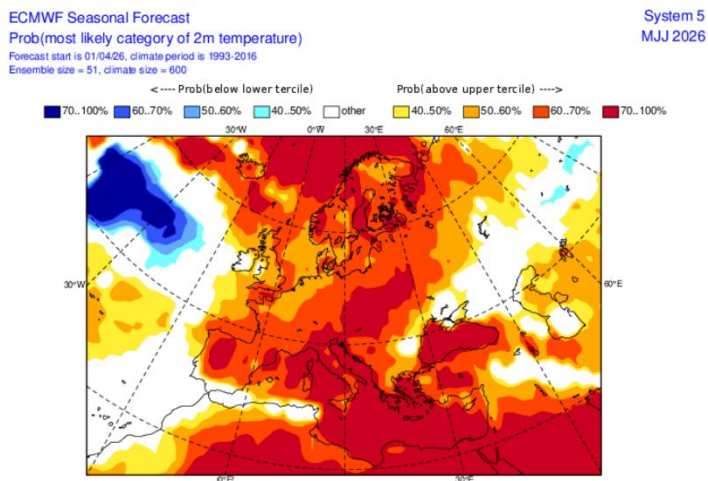 ECMWF Seasonal Forecast
System 5
Prob(most likely category of 2m temperature)
MJJ 2026
Forecast start is 01/04/26, climate period is 1993-2016
Ensemble size = 51, climate size = 600
<---- Prob(below lower tercile)
Prob(above upper tercile) ---->
70..100% 60..70% 50..60% 40..50% other 40..50% 50..60% 60..70% 70..100%
30°W 0°W 30°E 60°E
30°W
60°E
0°E 30°E